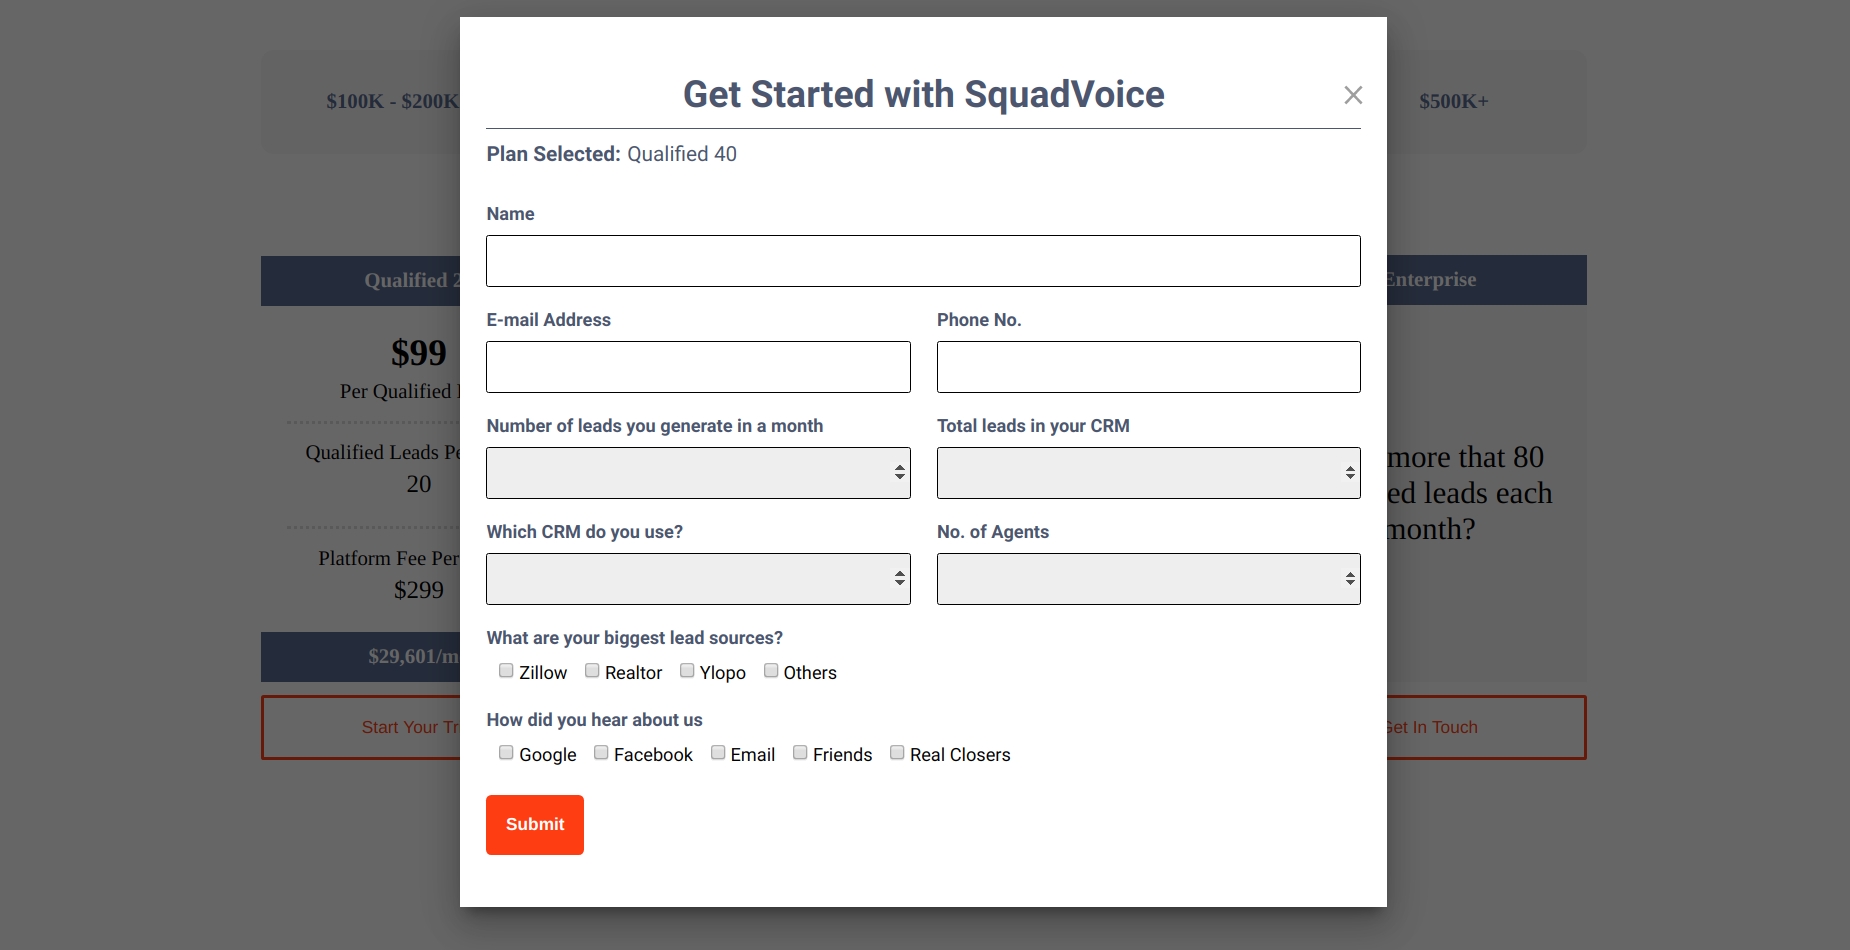 Get Started with SquadVoice
Plan Selected: Qualified 40
Name
E-mail Address
Phone No.
Number of leads you generate in a month
Total leads in your CRM
Which CRM do you use?
No. of Agents
What are your biggest lead sources?
Zillow Realtor Ylopo Others
How did you hear about us
Google Facebook Email Friends Real Closers
Submit
$100K - $200K
Qualified 2
$99
Per Qualified
Qualified Leads Pe
20
Platform Fee Per
$299
$29,601/m
Start Your Tr
$500K+
Enterprise
more that 80
ed leads each
month?
Get In Touch